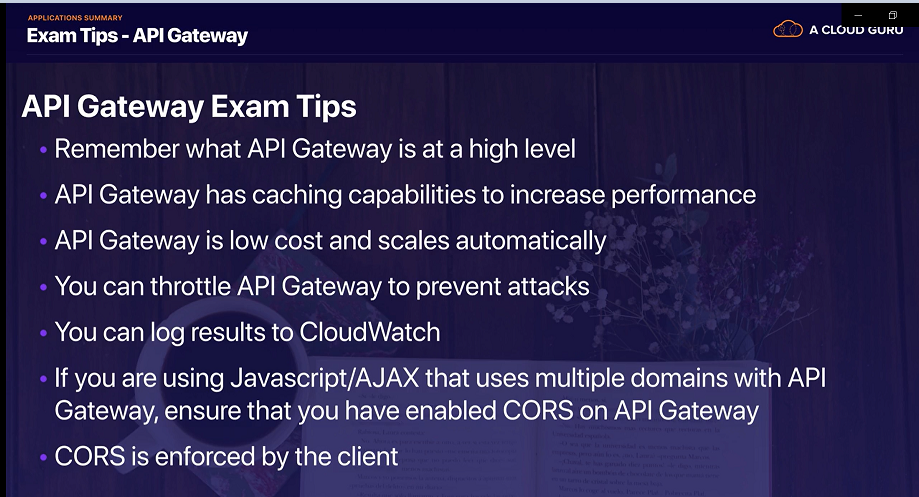 APPLICATIONS SUMMARY
Exam Tips - API Gateway
A CLOUD GURU
API Gateway Exam Tips
• Remember what API Gateway is at a high level
• API Gateway has caching capabilities to increase performance
• API Gateway is low cost and scales automatically
• You can throttle API Gateway to prevent attacks
• You can log results to CloudWatch
• If you are using Javascript/AJAX that uses multiple domains with API
Gateway, ensure that you have enabled CORS on API Gateway
• CORS is enforced by the client